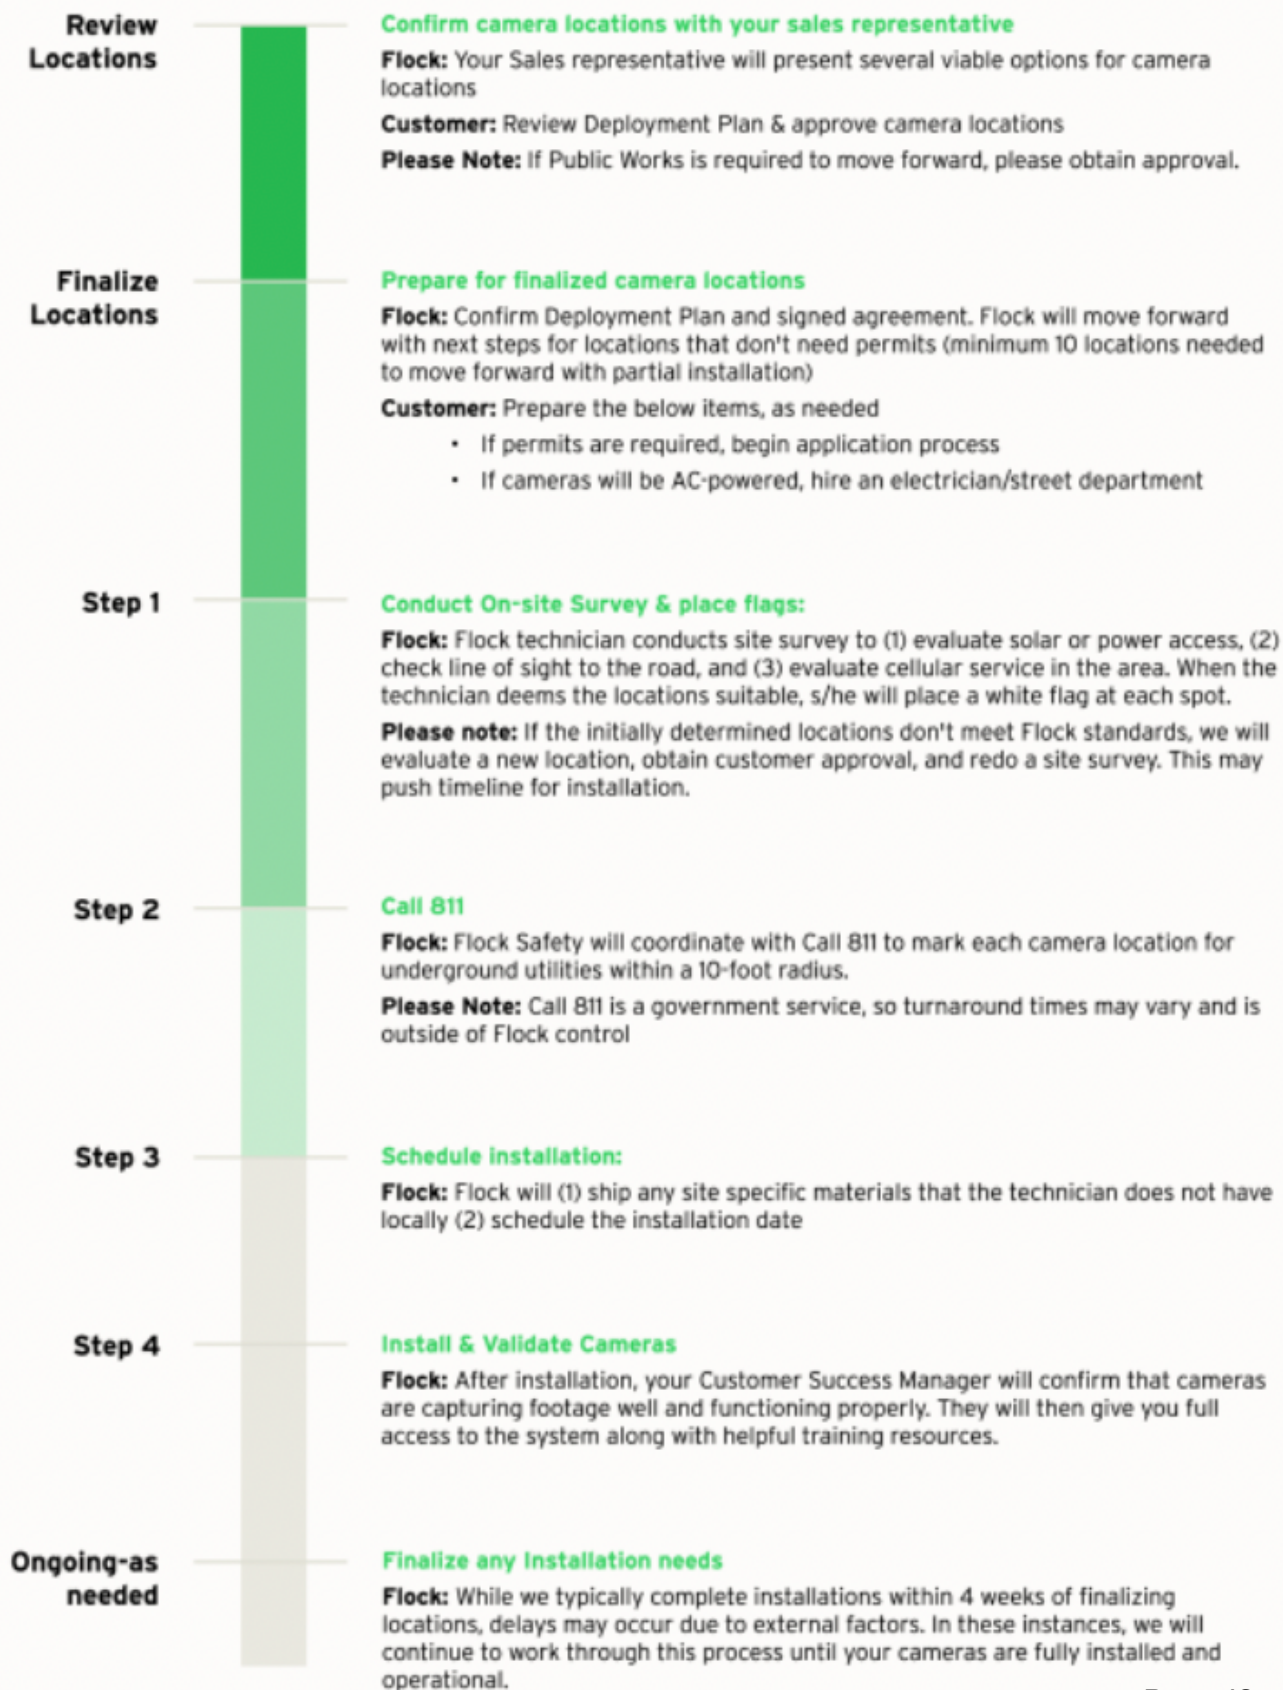 Review
Locations
Confirm camera locations with your sales representative
Flock: Your Sales representative will present several viable options for camera
locations
Customer: Review Deployment Plan & approve camera locations
Please Note: If Public Works is required to move forward, please obtain approval.
Finalize
Locations
Prepare for finalized camera locations
Flock: Confirm Deployment Plan and signed agreement. Flock will move forward
with next steps for locations that don't need permits (minimum 10 locations needed
to move forward with partial installation)
Customer: Prepare the below items, as needed
• If permits are required, begin application process
• If cameras will be AC-powered, hire an electrician/street department
Step 1
Conduct On-site Survey & place flags:
Flock: Flock technician conducts site survey to (1) evaluate solar or power access, (2)
check line of sight to the road, and (3) evaluate cellular service in the area. When the
technician deems the locations suitable, s/he will place a white flag at each spot.
Please note: If the initially determined locations don't meet Flock standards, we will
evaluate a new location, obtain customer approval, and redo a site survey. This may
push timeline for installation.
Step 2
Call 811
Flock: Flock Safety will coordinate with Call 811 to mark each camera location for
underground utilities within a 10-foot radius.
Please Note: Call 811 is a government service, so turnaround times may vary and is
outside of Flock control
Step 3
Schedule installation:
Flock: Flock will (1) ship any site specific materials that the technician does not have
locally (2) schedule the installation date
Step 4
Install & Validate Cameras
Flock: After installation, your Customer Success Manager will confirm that cameras
are capturing footage well and functioning properly. They will then give you full
access to the system along with helpful training resources.
Ongoing-as
needed
Finalize any Installation needs
Flock: While we typically complete installations within 4 weeks of finalizing
locations, delays may occur due to external factors. In these instances, we will
continue to work through this process until your cameras are fully installed and
operational.